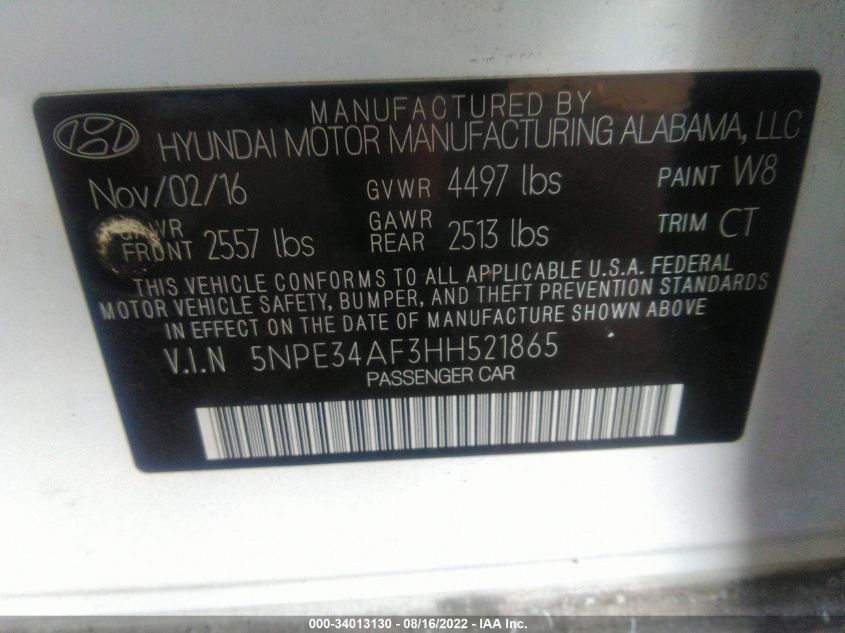 MANUFACTURED BY
HYUNDAI MOTOR MANUFACTURING ALABAMA, LLC
Nov/02/16 GVWR 4497 lbs PAINT W8
GAWR FRONT 2557 lbs GAWR REAR 2513 lbs TRIM CT
THIS VEHICLE CONFORMS TO ALL APPLICABLE U.S.A. FEDERAL
MOTOR VEHICLE SAFETY, BUMPER, AND THEFT PREVENTION STANDARDS
IN EFFECT ON THE DATE OF MANUFACTURE SHOWN ABOVE
V.I.N 5NPE34AF3HH521865
PASSENGER CAR
000-34013130 - 08/16/2022 - IAA Inc.